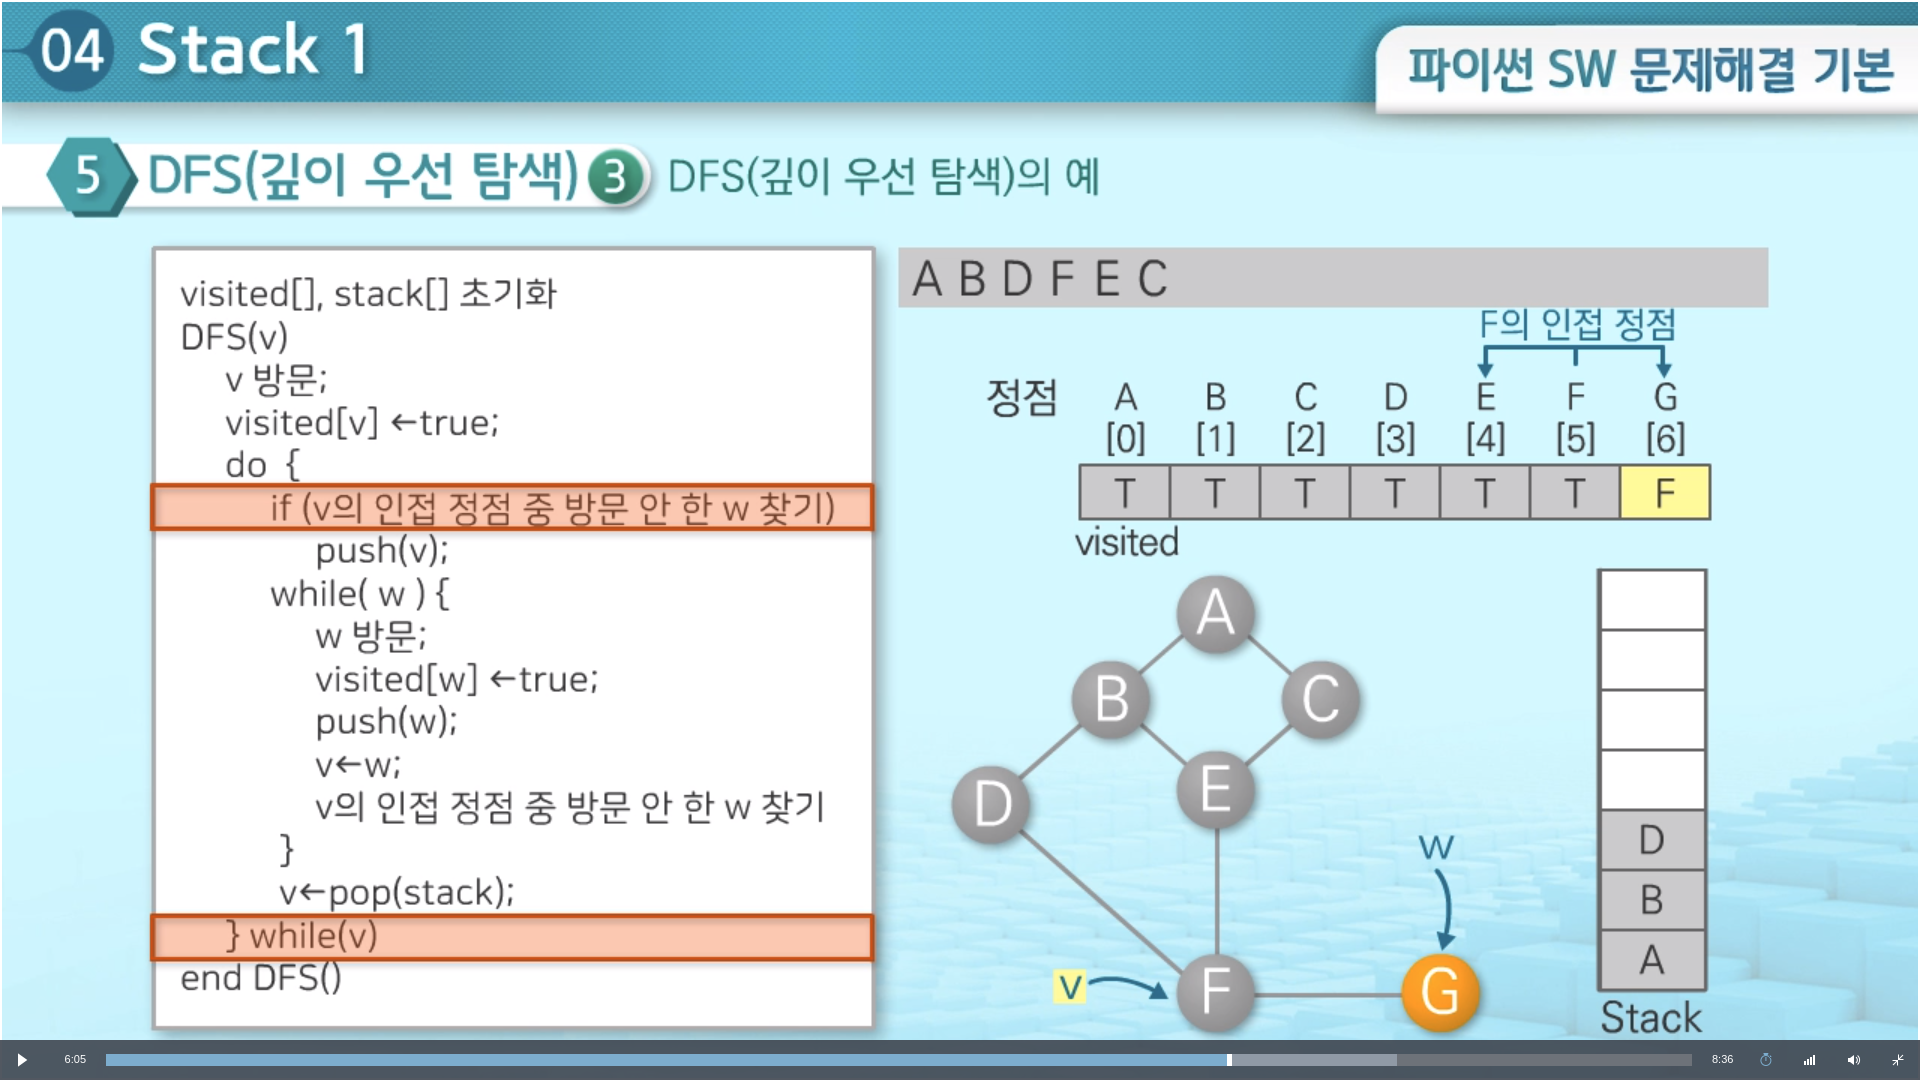 04 Stack 1
파이썬 SW 문제해결 기본
5 DFS(깊이 우선 탐색) 3 DFS(깊이 우선 탐색)의 예
visited[], stack[] 초기화
DFS(v)
v 방문;
visited[v] ←true;
do {
if (v의 인접 정점 중 방문 안 한 w 찾기)
push(v);
while( w ) {
w 방문;
visited[w] ←true;
push(w);
v←w;
v의 인접 정점 중 방문 안 한 w 찾기
}
v←pop(stack);
} while(v)
end DFS()
A B D F E C
F의 인접 정점
정점 A B C D E F G
[0] [1] [2] [3] [4] [5] [6]
T T T T T T F
visited
A
B C
D E
w
v F G
D
B
A
Stack
6:05 8:36